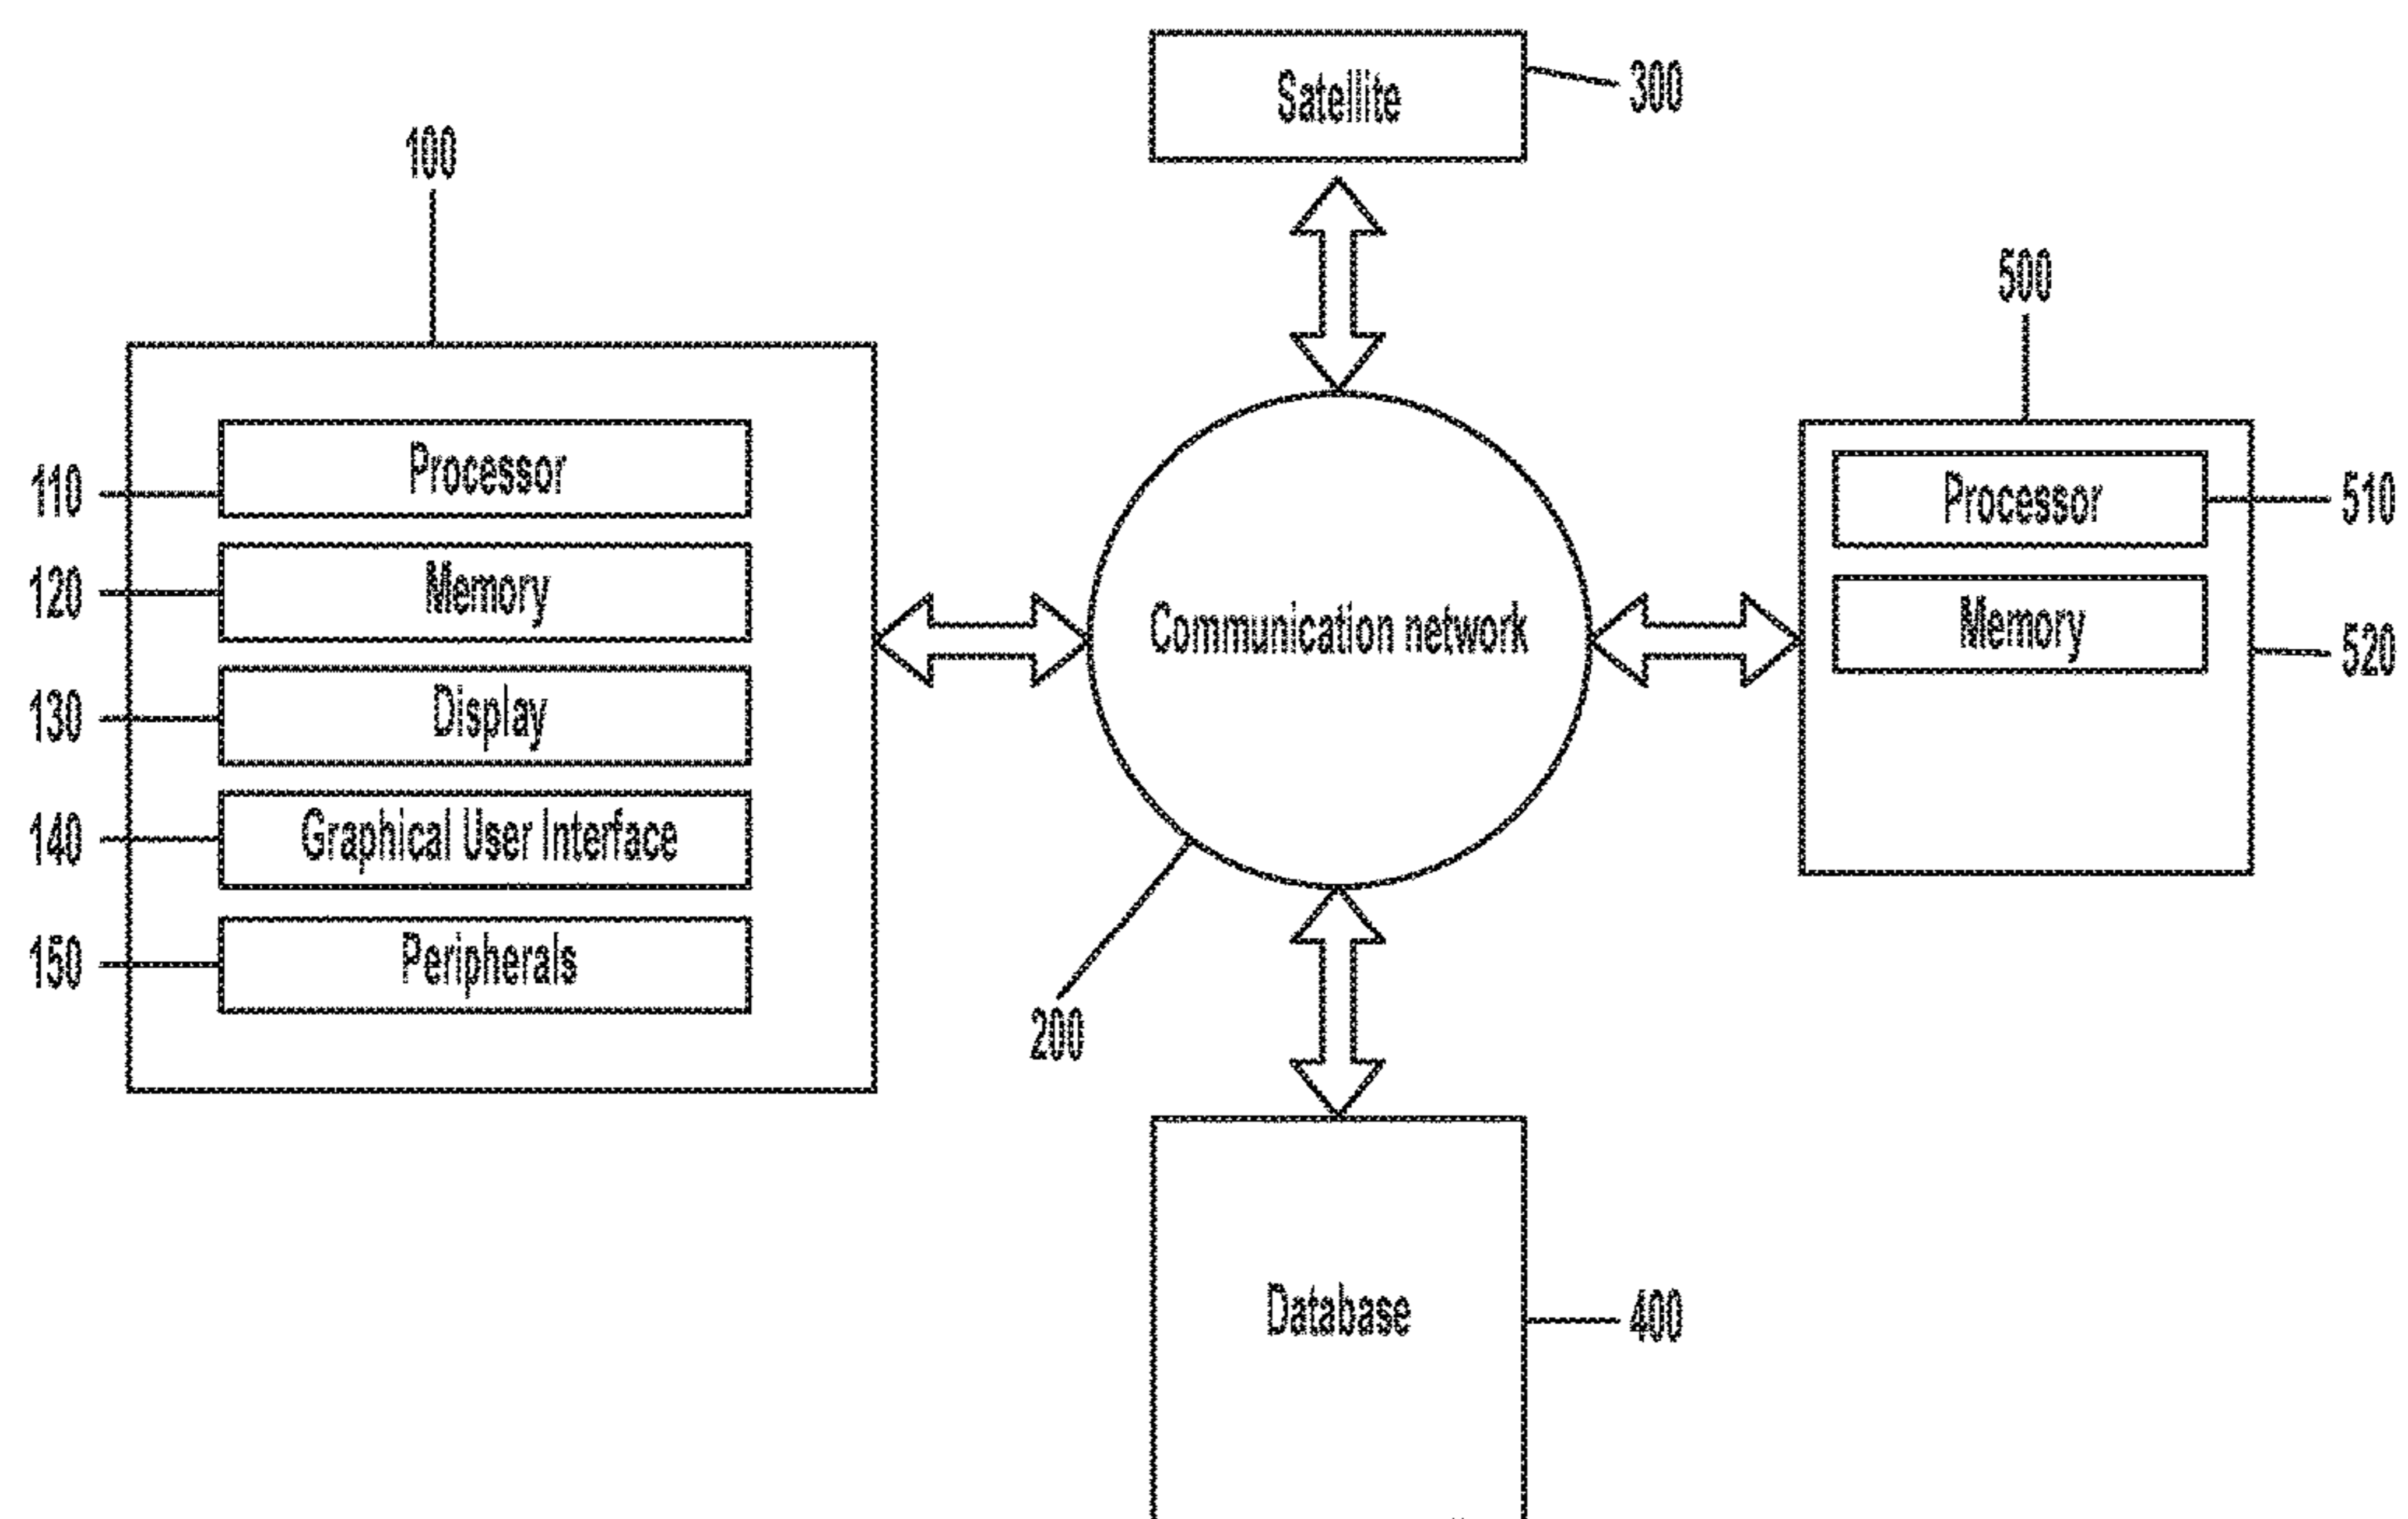 Satellite
300
100
500
Processor
110
Processor
510
Memory
120
Memory
520
Communication network
Display
130
Graphical User Interface
140
Peripherals
150
200
Database
400